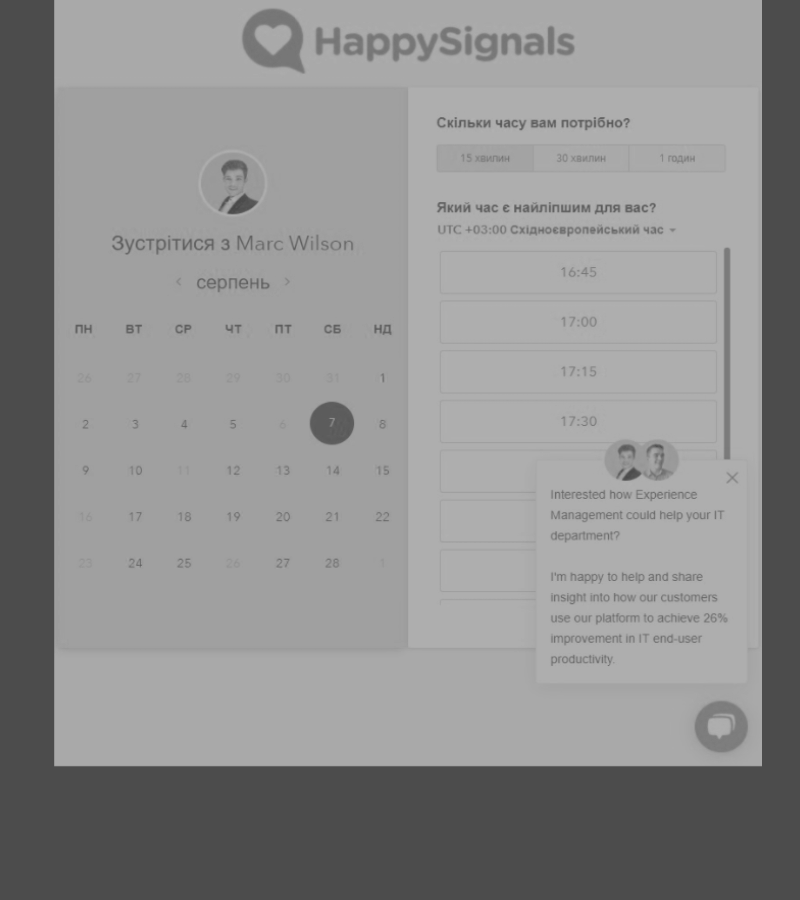 HappySignals
Зустрітися з Marc Wilson
серпень
ПН ВТ СР ЧТ ПТ СБ НД
26 27 28 29 30 31 1
2 3 4 5 6 7 8
9 10 11 12 13 14 15
16 17 18 19 20 21 22
23 24 25 26 27 28 1
Скільки часу вам потрібно?
15 хвилин 30 хвилин 1 годин
Який час є найліпшим для вас?
UTC +03:00 Східноєвропейський час
16:45
17:00
17:15
17:30
Interested how Experience
Management could help your IT
department?
I'm happy to help and share
insight into how our customers
use our platform to achieve 26%
improvement in IT end-user
productivity.